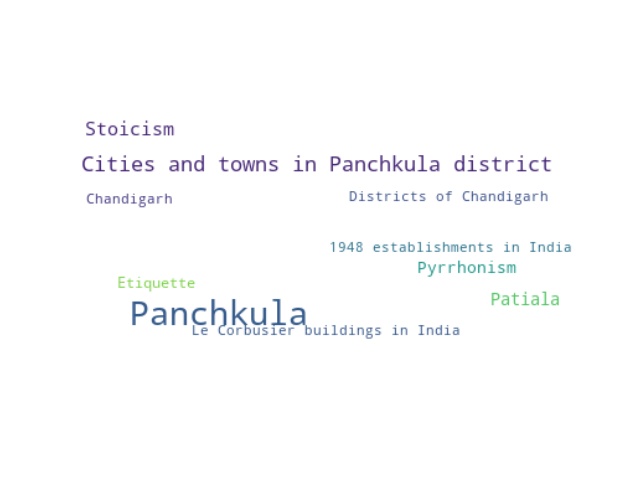 Stoicism
Cities and towns in Panchkula district
Chandigarh
Districts of Chandigarh
1948 establishments in India
Pyrrhonism
Etiquette
Patiala
Panchkula
Le Corbusier buildings in India